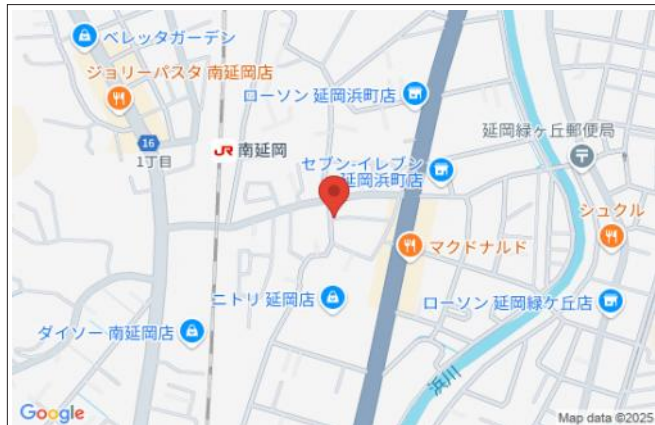 ベレッタガーデン
ジョリーパスタ 南延岡店
ローソン 延岡浜町店
16
1丁目
JR 南延岡
延岡緑ヶ丘郵便局
セブン-イレブン
延岡浜町店
シュクル
マクドナルド
ニトリ 延岡店
ローソン 延岡緑ケ丘店
ダイソー 南延岡店
浜川
Google
Map data ©2025